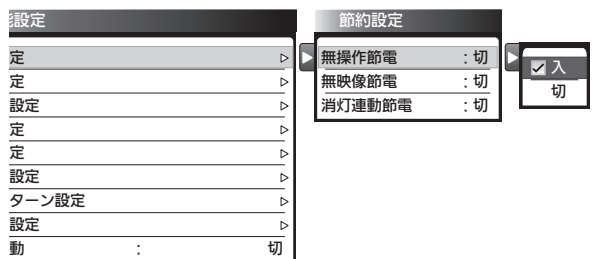 設定
定
定
設定
定
定
設定
ターン設定
設定
動 : 切
節約設定
無操作節電 : 切
無映像節電 : 切
消灯連動節電 : 切
入
切